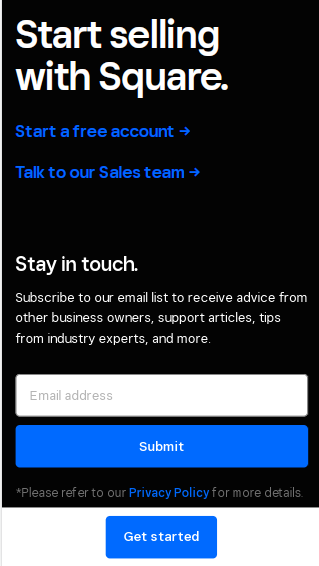 Start selling
with Square.
Start a free account →
Talk to our Sales team →
Stay in touch.
Subscribe to our email list to receive advice from
other business owners, support articles, tips
from industry experts, and more.
Email address
Submit
*Please refer to our Privacy Policy for more details.
Get started